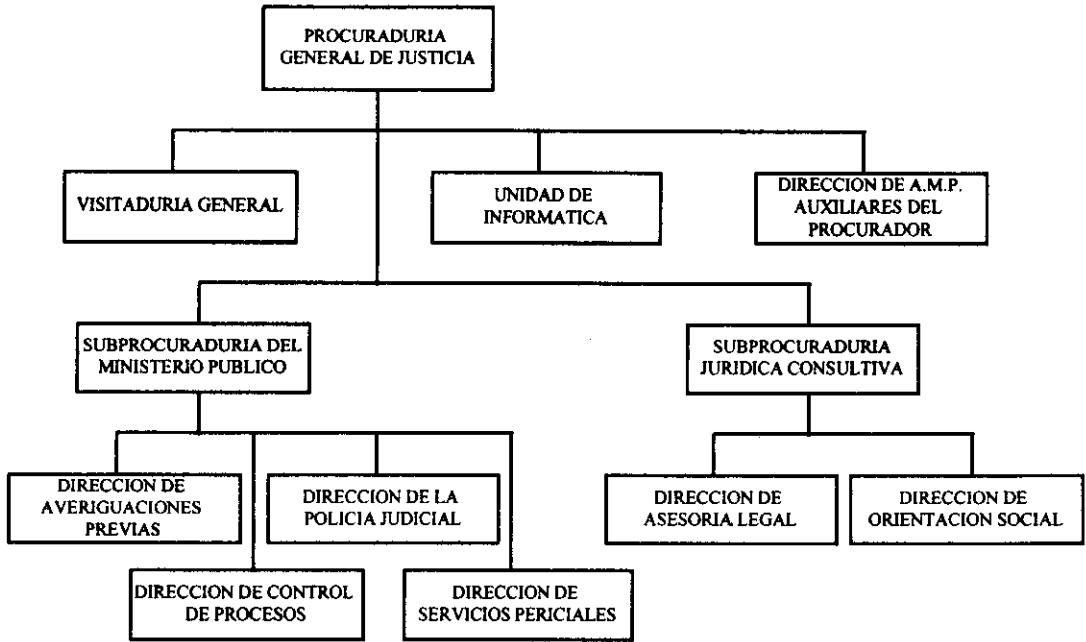 PROCURADURIA
GENERAL DE JUSTICIA
VISITADURIA GENERAL
UNIDAD DE
INFORMATICA
DIRECCION DE A.M.P.
AUXILIARES DEL
PROCURADOR
SUBPROCURADURIA DEL
MINISTERIO PUBLICO
SUBPROCURADURIA
JURIDICA CONSULTIVA
DIRECCION DE
AVERIGUACIONES
PREVIAS
DIRECCION DE LA
POLICIA JUDICIAL
DIRECCION DE
ASESORIA LEGAL
DIRECCION DE
ORIENTACION SOCIAL
DIRECCION DE CONTROL
DE PROCESOS
DIRECCION DE
SERVICIOS PERICIALES